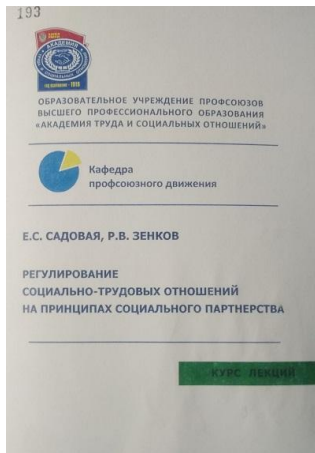 193
АКАДЕМИЯ
ОБРАЗОВАТЕЛЬНОЕ УЧРЕЖДЕНИЕ ПРОФСОЮЗОВ
ВЫСШЕГО ПРОФЕССИОНАЛЬНОГО ОБРАЗОВАНИЯ
«АКАДЕМИЯ ТРУДА И СОЦИАЛЬНЫХ ОТНОШЕНИЙ»
Кафедра
профсоюзного движения
Е.С. САДОВАЯ, Р.В. ЗЕНКОВ
РЕГУЛИРОВАНИЕ
СОЦИАЛЬНО-ТРУДОВЫХ ОТНОШЕНИЙ
НА ПРИНЦИПАХ СОЦИАЛЬНОГО ПАРТНЕРСТВА
КУРС ЛЕКЦИЙ